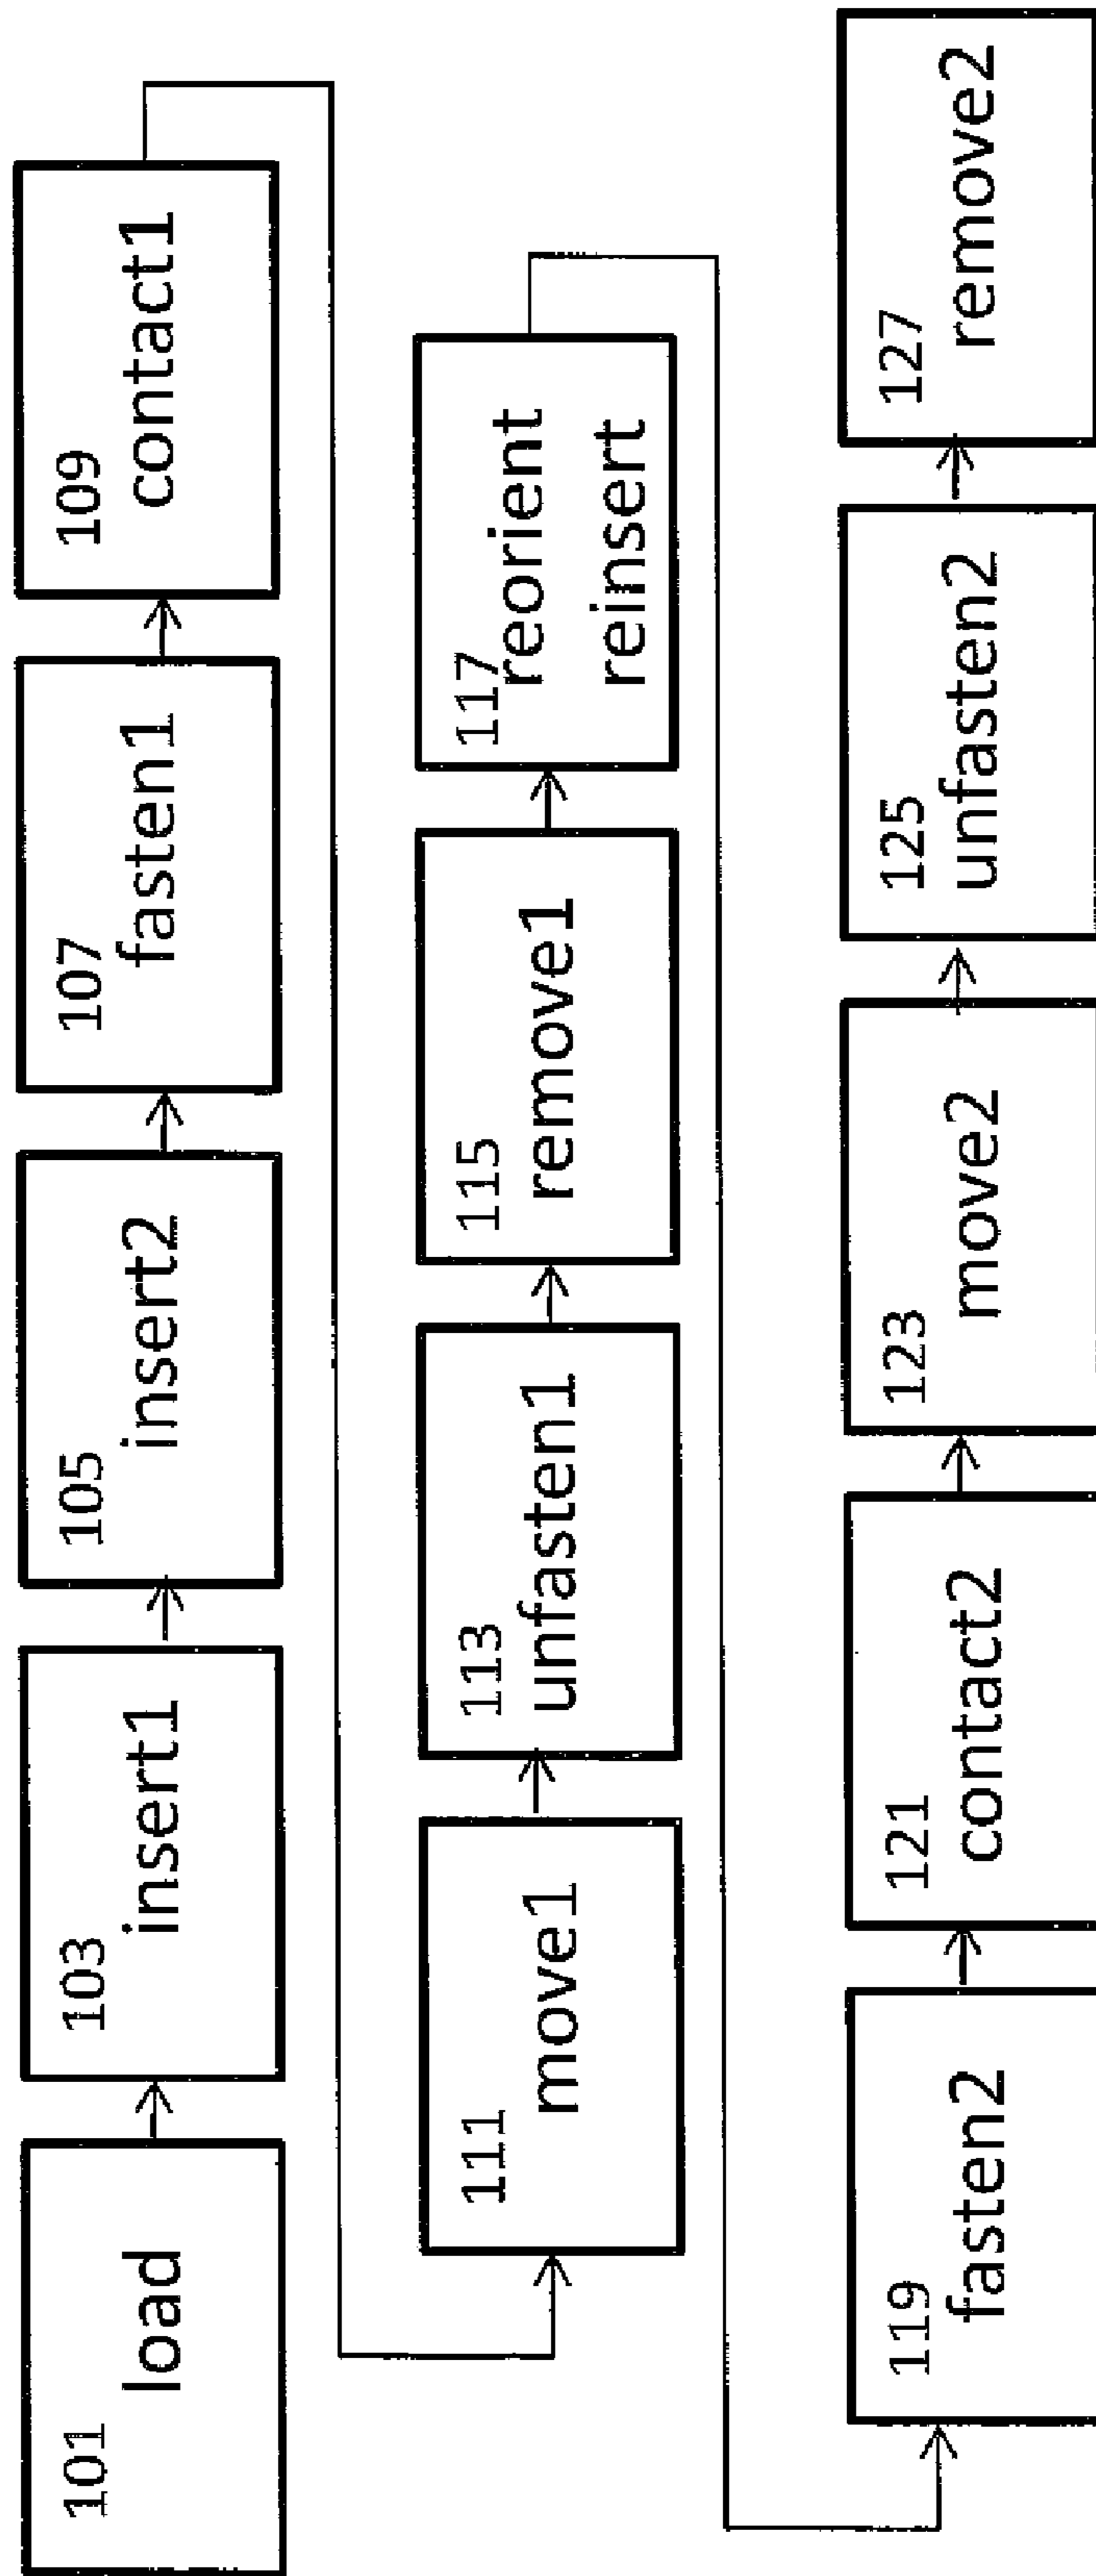 101
load
103
insert1
105
insert2
107
fasten1
109
contact1
111
move1
113
unfasten1
115
remove1
117
reorient
reinsert
119
fasten2
121
contact2
123
move2
125
unfasten2
127
remove2